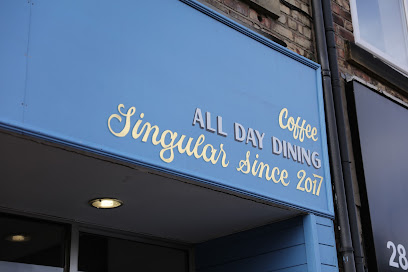 Coffee
ALL DAY DINING
Singular since 2017
28